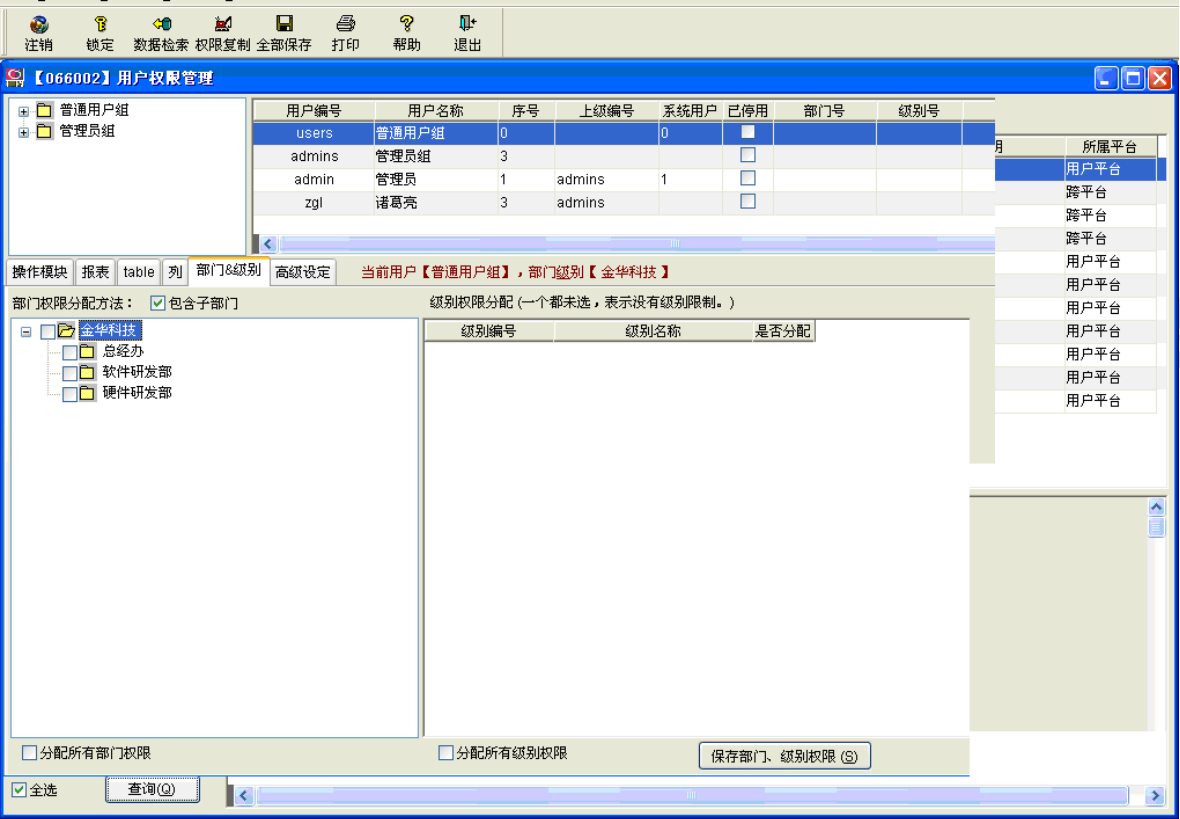 注销 锁定 数据检索 权限复制 全部保存 打印 帮助 退出
【066002】用户权限管理
普通用户组
管理员组
用户编号 用户名称 序号 上级编号 系统用户 已停用 部门号 级别号
users 普通用户组 0 0
admins 管理员组 3
admin 管理员 1 admins 1
zgl 诸葛亮 3 admins
所属平台
用户平台
跨平台
跨平台
跨平台
用户平台
用户平台
用户平台
用户平台
用户平台
用户平台
用户平台
操作模块 报表 table 列 部门&级别 高级设定 当前用户【普通用户组】，部门级别【 金华科技 】
部门权限分配方法： 包含子部门 级别权限分配 (一个都未选，表示没有级别限制。)
金华科技
总经办
软件研发部
硬件研发部
级别编号 级别名称 是否分配
分配所有部门权限 分配所有级别权限 保存部门、级别权限 (S)
全选 查询(Q)